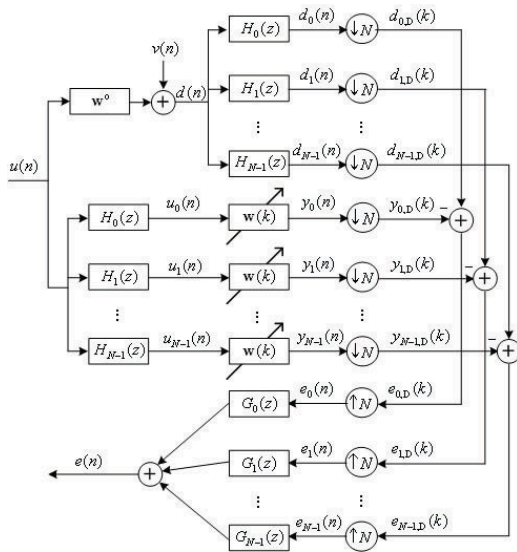 H_0(z) d_0(n) ↓N d_{0,D}(k)
v(n)
w° + d(n) H_1(z) d_1(n) ↓N d_{1,D}(k)
⋮ ⋮
u(n) H_{N-1}(z) d_{N-1}(n) ↓N d_{N-1,D}(k)
H_0(z) u_0(n) w(k) y_0(n) ↓N y_{0,D}(k) − +
H_1(z) u_1(n) w(k) y_1(n) ↓N y_{1,D}(k) − +
⋮ ⋮ ⋮
H_{N-1}(z) u_{N-1}(n) w(k) y_{N-1}(n) ↓N y_{N-1,D}(k) − +
G_0(z) e_0(n) ↑N e_{0,D}(k)
e(n) + G_1(z) e_1(n) ↑N e_{1,D}(k)
⋮ ⋮
G_{N-1}(z) e_{N-1}(n) ↑N e_{N-1,D}(k)